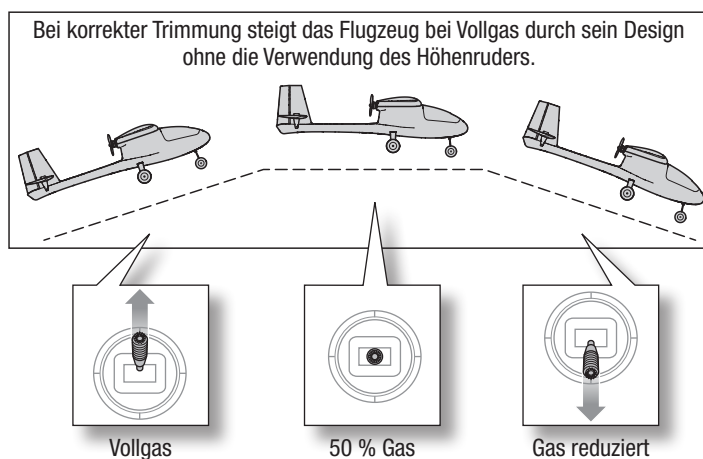 Bei korrekter Trimmung steigt das Flugzeug bei Vollgas durch sein Design
ohne die Verwendung des Höhenruders.
Vollgas
50 % Gas
Gas reduziert